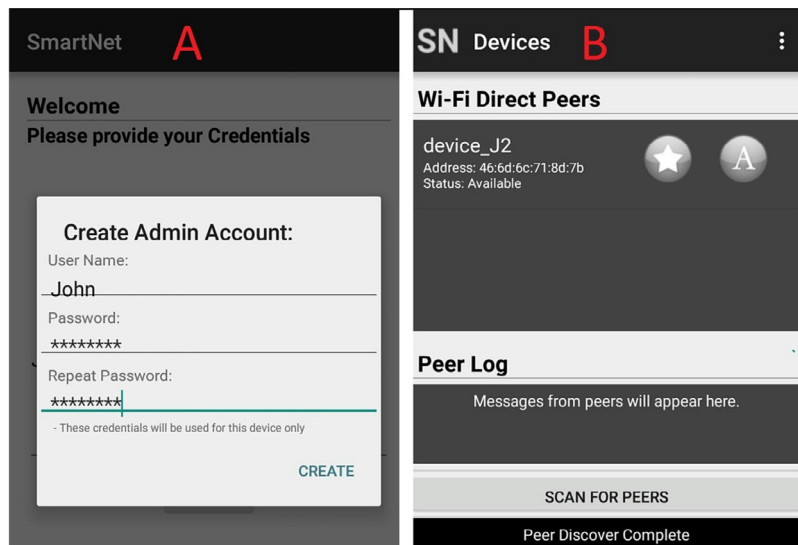 SmartNet
A
Welcome
Please provide your Credentials
Create Admin Account:
User Name:
John
Password:
********
Repeat Password:
********
- These credentials will be used for this device only
CREATE
SN Devices
B
Wi-Fi Direct Peers
device_J2
A
Address: 46:6d:6c:71:8d:7b
Status: Available
Peer Log
Messages from peers will appear here.
SCAN FOR PEERS
Peer Discover Complete